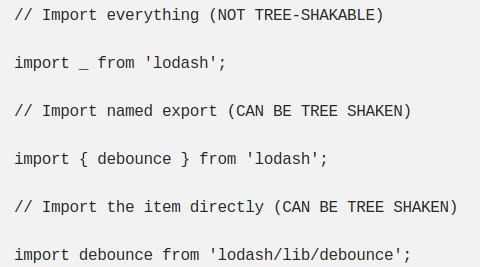 // Import everything (NOT TREE-SHAKABLE)
import _ from 'lodash';
// Import named export (CAN BE TREE SHAKEN)
import { debounce } from 'lodash';
// Import the item directly (CAN BE TREE SHAKEN)
import debounce from 'lodash/lib/debounce';